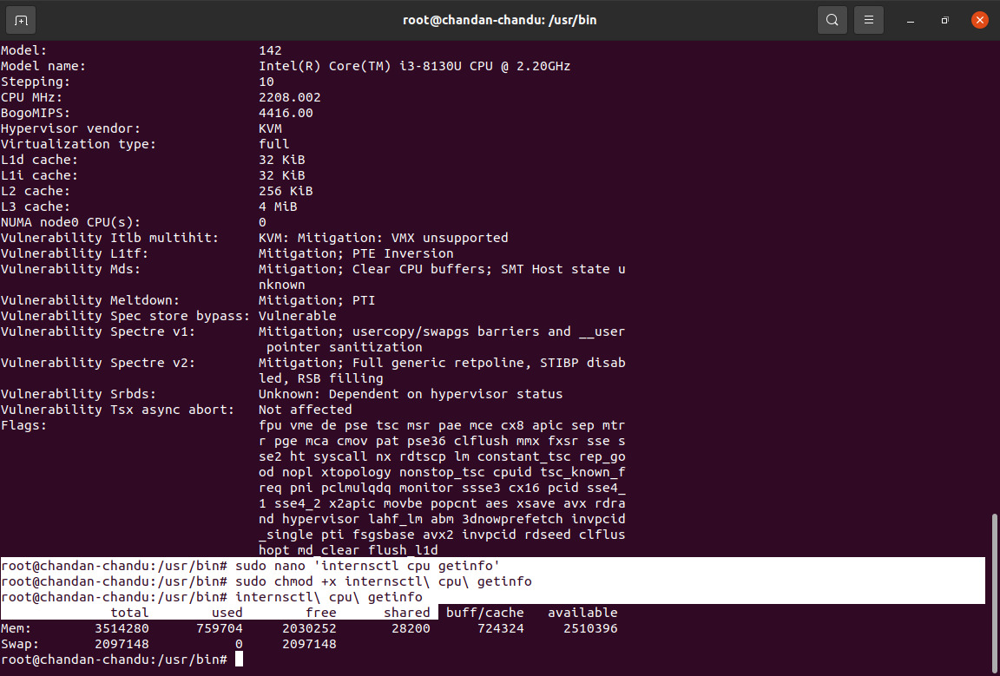 root@chandan-chandu: /usr/bin
Model:                           142
Model name:                      Intel(R) Core(TM) i3-8130U CPU @ 2.20GHz
Stepping:                        10
CPU MHz:                         2208.002
BogoMIPS:                        4416.00
Hypervisor vendor:               KVM
Virtualization type:             full
L1d cache:                       32 KiB
L1i cache:                       32 KiB
L2 cache:                        256 KiB
L3 cache:                        4 MiB
NUMA node0 CPU(s):               0
Vulnerability Itlb multihit:     KVM: Mitigation: VMX unsupported
Vulnerability L1tf:              Mitigation; PTE Inversion
Vulnerability Mds:               Mitigation; Clear CPU buffers; SMT Host state u
                                 nknown
Vulnerability Meltdown:          Mitigation; PTI
Vulnerability Spec store bypass: Vulnerable
Vulnerability Spectre v1:        Mitigation; usercopy/swapgs barriers and __user
                                  pointer sanitization
Vulnerability Spectre v2:        Mitigation; Full generic retpoline, STIBP disab
                                 led, RSB filling
Vulnerability Srbds:             Unknown: Dependent on hypervisor status
Vulnerability Tsx async abort:   Not affected
Flags:                           fpu vme de pse tsc msr pae mce cx8 apic sep mtr
                                 r pge mca cmov pat pse36 clflush mmx fxsr sse s
                                 se2 ht syscall nx rdtscp lm constant_tsc rep_go
                                 od nopl xtopology nonstop_tsc cpuid tsc_known_f
                                 req pni pclmulqdq monitor ssse3 cx16 pcid sse4_
                                 1 sse4_2 x2apic movbe popcnt aes xsave avx rdra
                                 nd hypervisor lahf_lm abm 3dnowprefetch invpcid
                                 _single pti fsgsbase avx2 invpcid rdseed clflus
                                 hopt md_clear flush_l1d
root@chandan-chandu:/usr/bin# sudo nano 'internsctl cpu getinfo'
root@chandan-chandu:/usr/bin# sudo chmod +x internsctl\ cpu\ getinfo
root@chandan-chandu:/usr/bin# internsctl\ cpu\ getinfo
              total        used        free      shared  buff/cache   available
Mem:        3514280      759704     2030252       28200      724324     2510396
Swap:       2097148           0     2097148
root@chandan-chandu:/usr/bin#